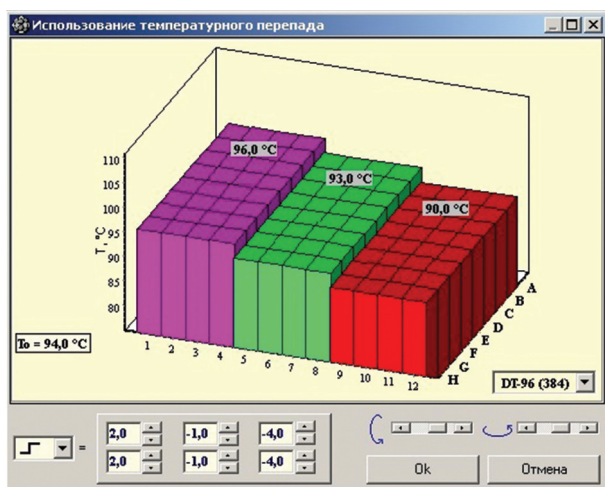 Использование температурного перепада
96,0 °C
93,0 °C
90,0 °C
T, °C
110
105
100
95
90
85
80
1 2 3 4 5 6 7 8 9 10 11 12
A
B
C
D
E
F
G
H
To = 94,0 °C
DT-96 (384)
= 2,0 -1,0 -4,0
2,0 -1,0 -4,0
Ok Отмена